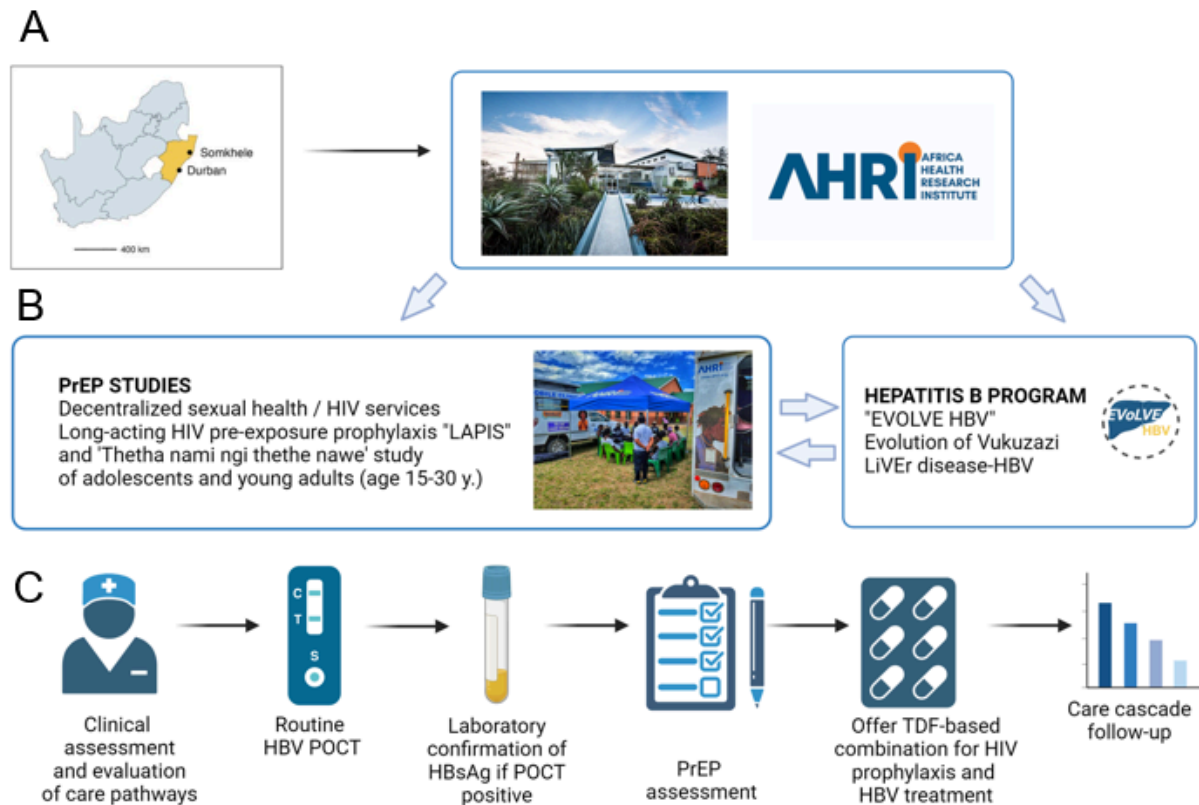 A
Somkhele
Durban
400 km
AHRI
AFRICA
HEALTH
RESEARCH
INSTITUTE
B
PrEP STUDIES
Decentralized sexual health / HIV services
Long-acting HIV pre-exposure prophylaxis "LAPIS"
and 'Thetha nami ngi thethe nawe' study
of adolescents and young adults (age 15-30 y.)
AHRI
HEPATITIS B PROGRAM
"EVOLVE HBV"
Evolution of Vukuzazi
LiVEr disease-HBV
EVoLVE
HBV
C
C
T
S
Clinical
assessment
and evaluation
of care pathways
Routine
HBV POCT
Laboratory
confirmation of
HBsAg if POCT
positive
PrEP
assessment
Offer TDF-based
combination for HIV
prophylaxis and
HBV treatment
Care cascade
follow-up